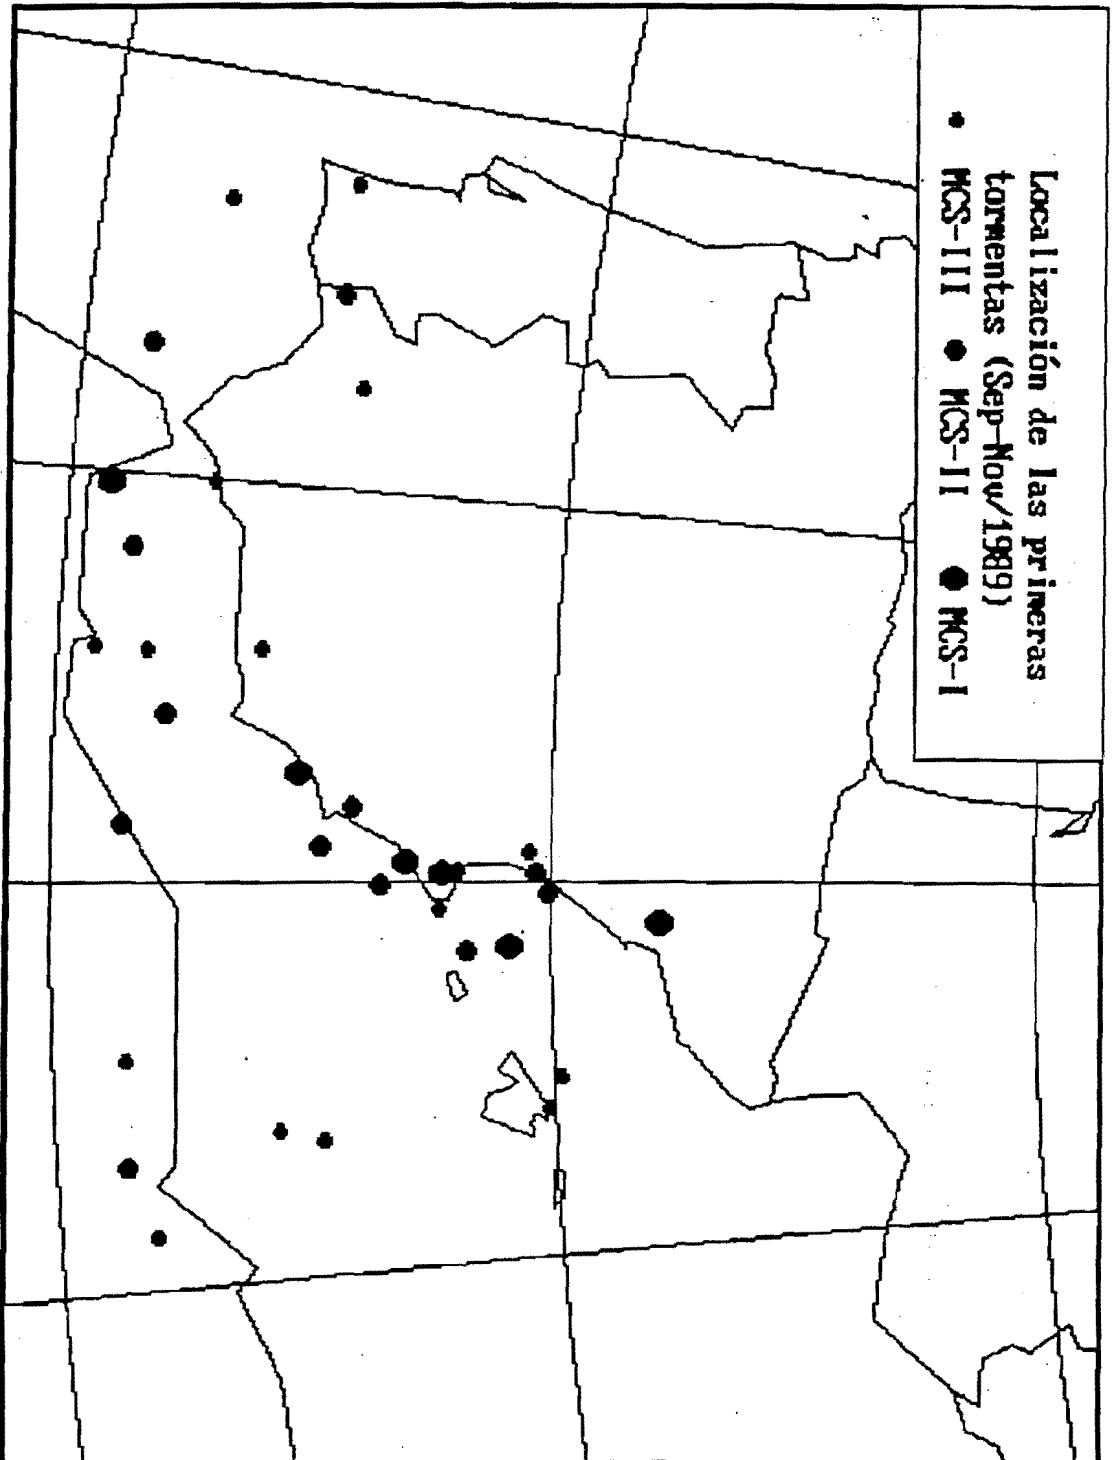 Localización de las primeras
tormentas (Sep-Nov/1989)
MCS-III MCS-II MCS-I